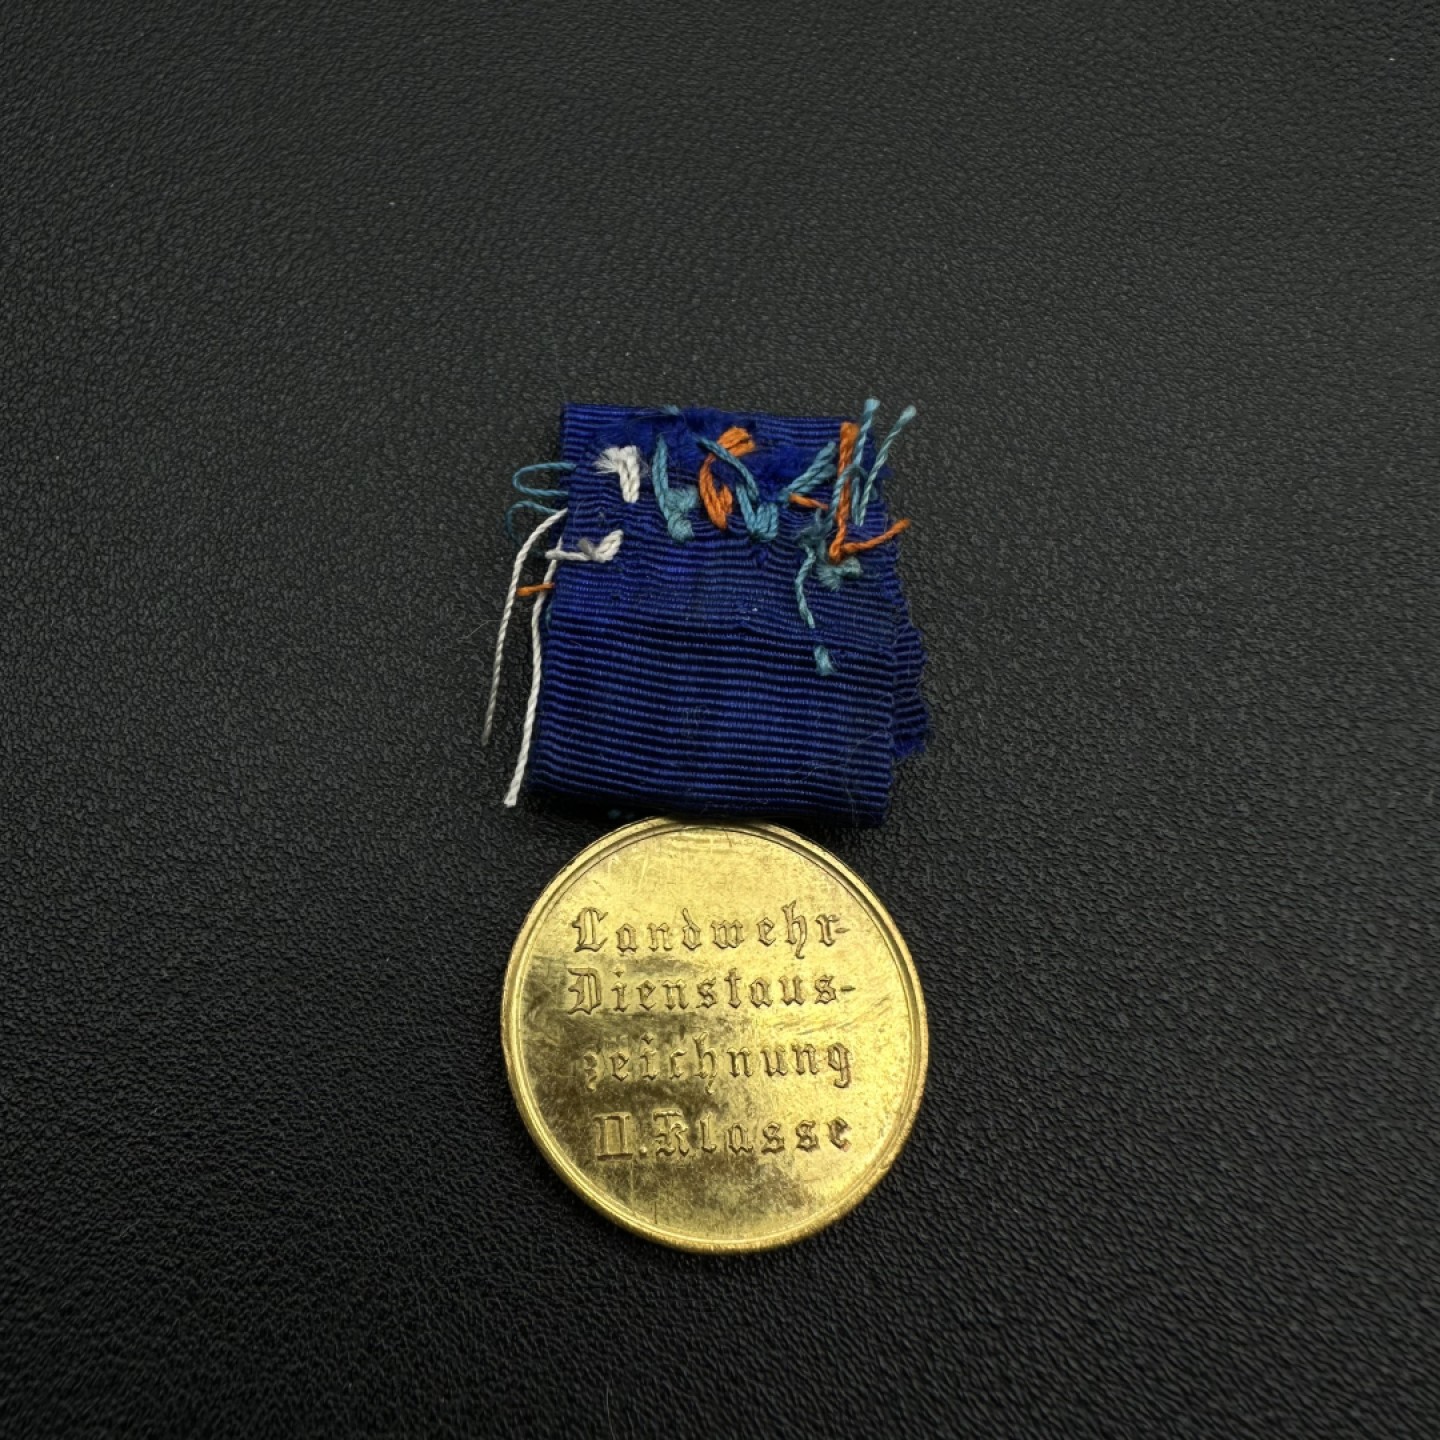 Landwehr-
Dienstaus-
zeichnung
II. Klasse